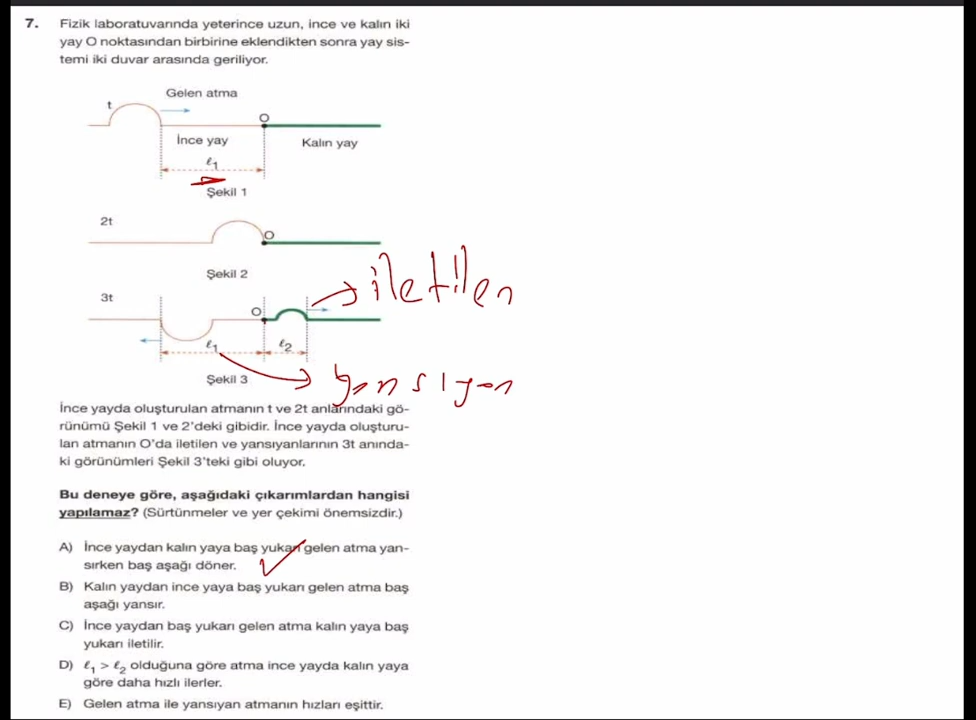 7. Fizik laboratuvarında yeterince uzun, ince ve kalın iki
yay O noktasından birbirine eklendikten sonra yay sis-
temi iki duvar arasında geriliyor.
Gelen atma
t
O
İnce yay
Kalın yay
ℓ₁
Şekil 1
2t
O
Şekil 2
iletilen
3t
O
ℓ₁
ℓ₂
Şekil 3
yansıyan
İnce yayda oluşturulan atmanın t ve 2t anlarındaki gö-
rünümü Şekil 1 ve 2'deki gibidir. İnce yayda oluşturu-
lan atmanın O'da iletilen ve yansıyanlarının 3t anında-
ki görünümleri Şekil 3'teki gibi oluyor.
Bu deneye göre, aşağıdaki çıkarımlardan hangisi
yapılamaz? (Sürtünmeler ve yer çekimi önemsizdir.)
A) İnce yaydan kalın yaya baş yukarı gelen atma yan-
sırken baş aşağı döner.
B) Kalın yaydan ince yaya baş yukarı gelen atma baş
aşağı yansır.
C) İnce yaydan baş yukarı gelen atma kalın yaya baş
yukarı iletilir.
D) ℓ₁ > ℓ₂ olduğuna göre atma ince yayda kalın yaya
göre daha hızlı ilerler.
E) Gelen atma ile yansıyan atmanın hızları eşittir.